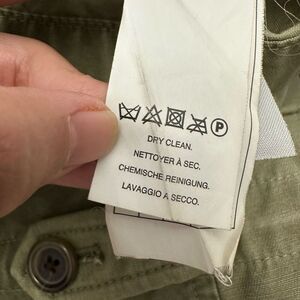 P
DRY CLEAN.
NETTOYER À SEC.
CHEMISCHE REINIGUNG.
LAVAGGIO A SECCO.